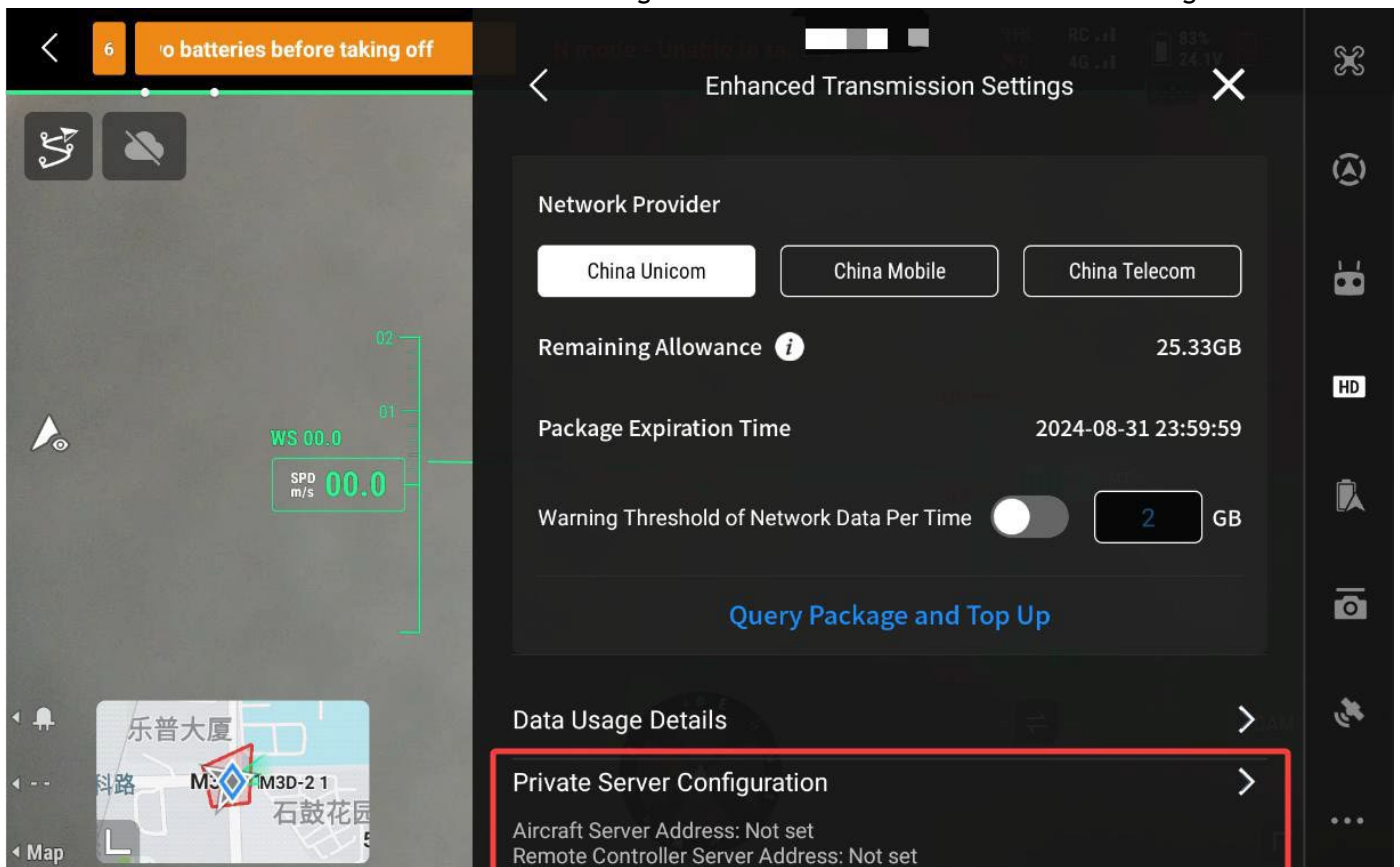 6
o batteries before taking off
Enhanced Transmission Settings
Network Provider
China Unicom
China Mobile
China Telecom
Remaining Allowance i
25.33GB
Package Expiration Time
2024-08-31 23:59:59
Warning Threshold of Network Data Per Time
2
GB
Query Package and Top Up
Data Usage Details
Private Server Configuration
Aircraft Server Address: Not set
Remote Controller Server Address: Not set
02
01
WS 00.0
SPD
m/s
00.0
HD
乐普大厦
科路
M3D-2 1
石鼓花园
Map
L